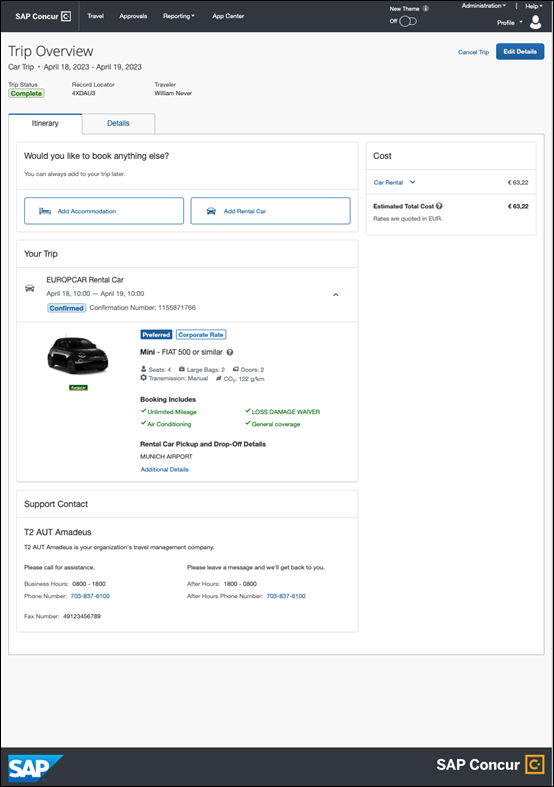 SAP Concur C
Travel
Approvals
Reporting
App Center
New Theme
Off
Administration
|
Help
Profile
Trip Overview
Car Trip • April 18, 2023 - April 19, 2023
Cancel Trip
Edit Details
Trip Status
Record Locator
Traveler
Complete
4XDAU3
William Never
Itinerary
Details
Would you like to book anything else?
You can always add to your trip later.
Add Accommodation
Add Rental Car
Cost
Car Rental
€ 63,22
Estimated Total Cost ?
€ 63,22
Rates are quoted in EUR.
Your Trip
EUROPCAR Rental Car
April 18, 10:00 — April 19, 10:00
Confirmed Confirmation Number: 1155871766
Preferred Corporate Rate
Mini - FIAT 500 or similar ?
Seats: 4 Large Bags: 2 Doors: 2
Transmission: Manual CO2: 122 g/km
Booking Includes
Unlimited Mileage
LOSS DAMAGE WAIVER
Air Conditioning
General coverage
Rental Car Pickup and Drop-Off Details
MUNICH AIRPORT
Additional Details
Support Contact
T2 AUT Amadeus
T2 AUT Amadeus is your organization's travel management company.
Please call for assistance.
Please leave a message and we'll get back to you.
Business Hours: 0800 - 1800
After Hours: 1800 - 0800
Phone Number: 703-837-6100
After Hours Phone Number: 703-837-6100
Fax Number: 49123456789
SAP
SAP Concur C